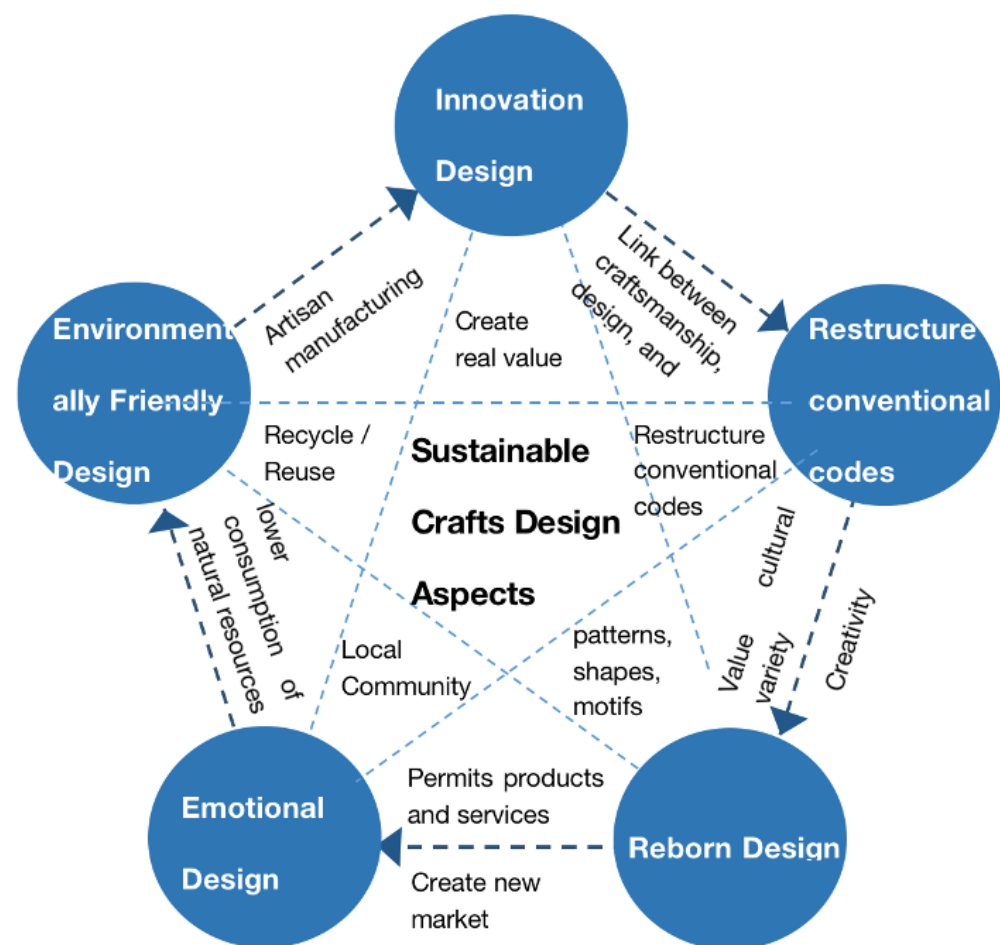 Innovation
Design
Link between
craftsmanship,
design, and
Artisan
manufacturing
Create
real value
Environment
ally Friendly
Design
Restructure
conventional
codes
Recycle /
Reuse
Sustainable
Crafts Design
Aspects
Restructure
conventional
codes
lower
consumption of
natural resources
cultural
Value
variety
Creativity
Local
Community
patterns,
shapes,
motifs
Emotional
Design
Permits products
and services
Create new
market
Reborn Design